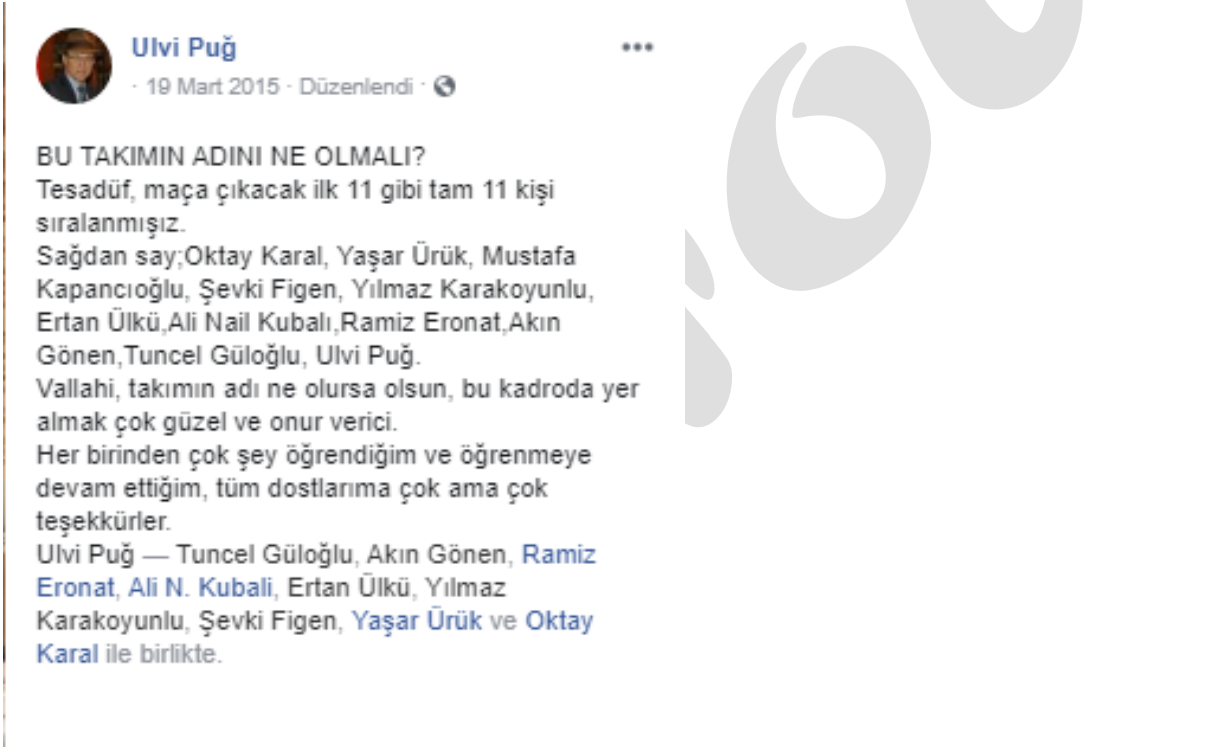 Ulvi Puğ
· 19 Mart 2015 · Düzenlendi ·
BU TAKIMIN ADINI NE OLMALI?
Tesadüf, maça çıkacak ilk 11 gibi tam 11 kişi
sıralanmışız.
Sağdan say;Oktay Karal, Yaşar Ürük, Mustafa
Kapancıoğlu, Şevki Figen, Yılmaz Karakoyunlu,
Ertan Ülkü,Ali Nail Kubalı,Ramiz Eronat,Akın
Gönen,Tuncel Güloğlu, Ulvi Puğ.
Vallahi, takımın adı ne olursa olsun, bu kadroda yer
almak çok güzel ve onur verici.
Her birinden çok şey öğrendiğim ve öğrenmeye
devam ettiğim, tüm dostlarıma çok ama çok
teşekkürler.
Ulvi Puğ — Tuncel Güloğlu, Akın Gönen, Ramiz
Eronat, Ali N. Kubali, Ertan Ülkü, Yılmaz
Karakoyunlu, Şevki Figen, Yaşar Ürük ve Oktay
Karal ile birlikte.